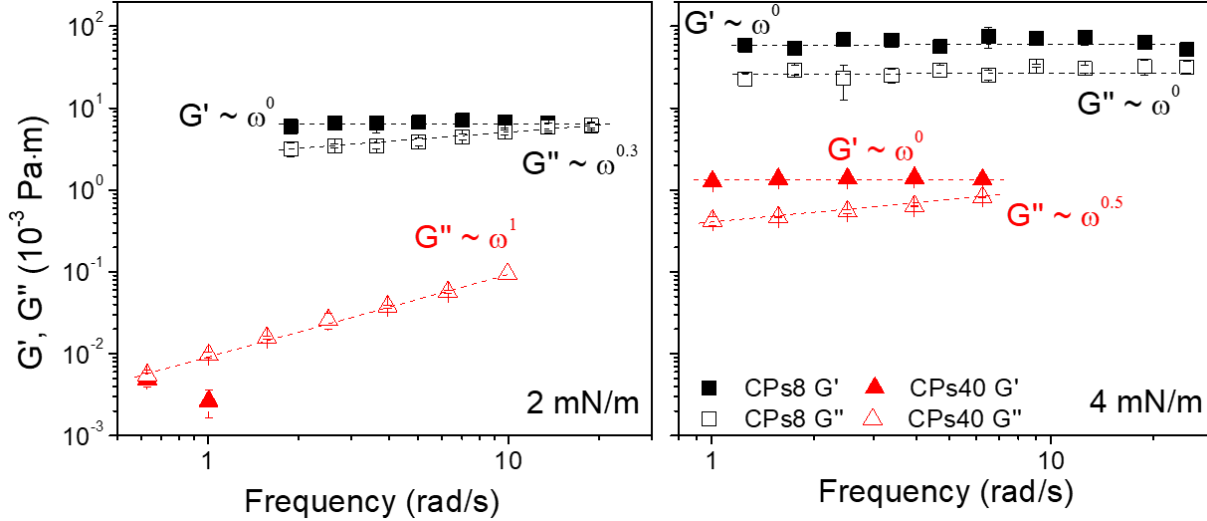 G', G" (10⁻³ Pa·m)
10²
10¹
10⁰
10⁻¹
10⁻²
10⁻³
G' ~ ω⁰
G" ~ ω⁰·³
G" ~ ω¹
2 mN/m
1
10
Frequency (rad/s)
G' ~ ω⁰
G" ~ ω⁰
G' ~ ω⁰
G" ~ ω⁰·⁵
CPs8 G' CPs40 G'
CPs8 G" CPs40 G"
4 mN/m
1
10
Frequency (rad/s)